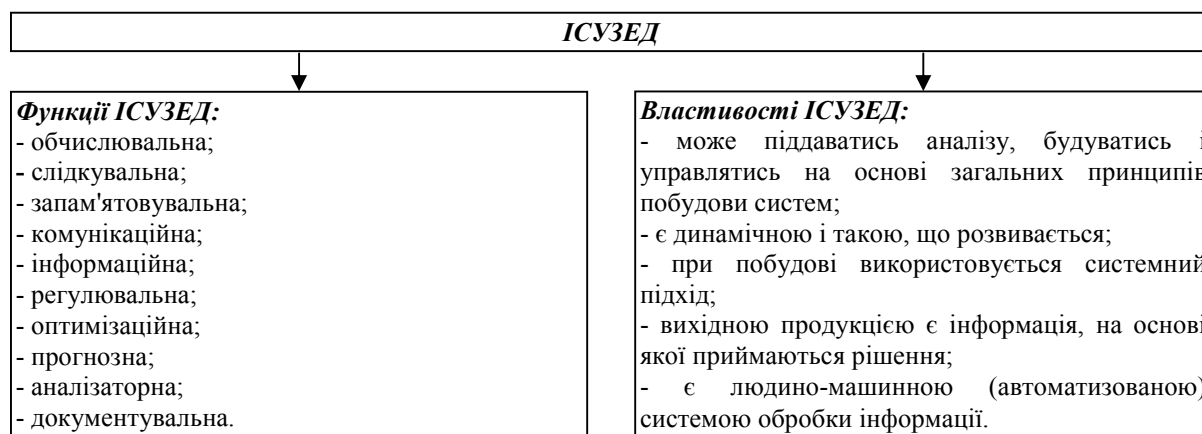 ІСУЗЕД
Функції ІСУЗЕД:
- обчислювальна;
- слідкувальна;
- запам'ятовувальна;
- комунікаційна;
- інформаційна;
- регулювальна;
- оптимізаційна;
- прогнозна;
- аналізаторна;
- документувальна.
Властивості ІСУЗЕД:
- може піддаватись аналізу, будуватись і
управлятись на основі загальних принципів
побудови систем;
- є динамічною і такою, що розвивається;
- при побудові використовується системний
підхід;
- вихідною продукцією є інформація, на основі
якої приймаються рішення;
- є людино-машинною (автоматизованою)
системою обробки інформації.